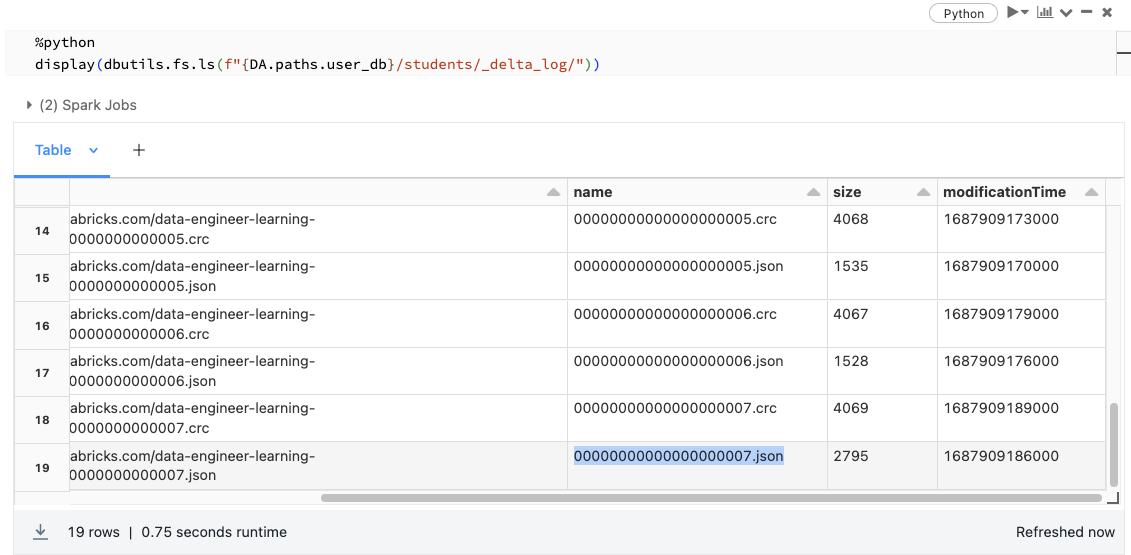 Python
%python
display(dbutils.fs.ls(f"{DA.paths.user_db}/students/_delta_log/"))
(2) Spark Jobs
Table
name size modificationTime
14 abricks.com/data-engineer-learning- 00000000000000000005.crc 4068 1687909173000
0000000000005.crc
15 abricks.com/data-engineer-learning- 00000000000000000005.json 1535 1687909170000
0000000000005.json
16 abricks.com/data-engineer-learning- 00000000000000000006.crc 4067 1687909179000
0000000000006.crc
17 abricks.com/data-engineer-learning- 00000000000000000006.json 1528 1687909176000
0000000000006.json
18 abricks.com/data-engineer-learning- 00000000000000000007.crc 4069 1687909189000
0000000000007.crc
19 abricks.com/data-engineer-learning- 00000000000000000007.json 2795 1687909186000
0000000000007.json
19 rows | 0.75 seconds runtime Refreshed now